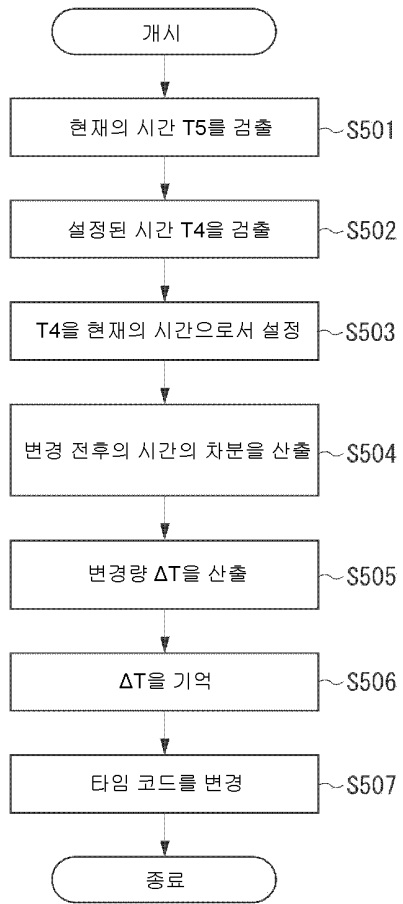 개시
현재의 시간 T5를 검출
S501
설정된 시간 T4을 검출
S502
T4을 현재의 시간으로서 설정
S503
변경 전후의 시간의 차분을 산출
S504
변경량 ΔT을 산출
S505
ΔT을 기억
S506
타임 코드를 변경
S507
종료